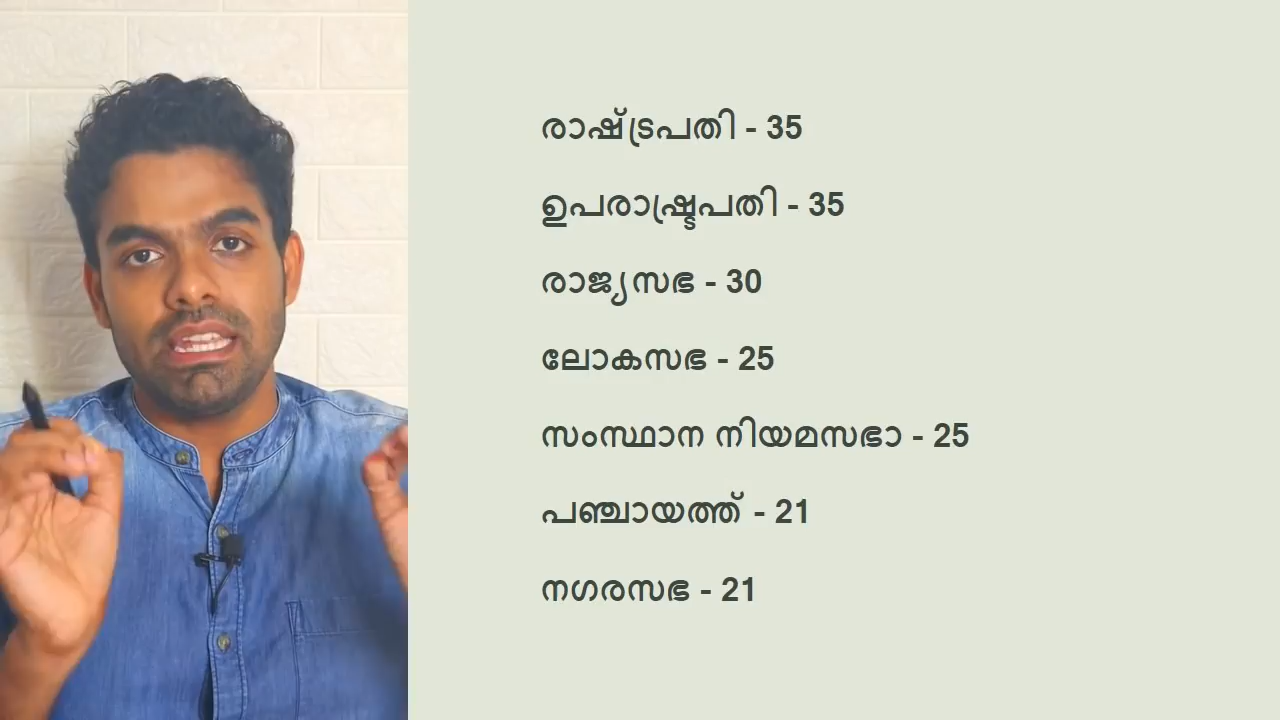 രാഷ്ട്രപതി - 35
ഉപരാഷ്ട്രപതി - 35
രാജ്യസഭ - 30
ലോകസഭ - 25
സംസ്ഥാന നിയമസഭാ - 25
പഞ്ചായത്ത് - 21
നഗരസഭ - 21